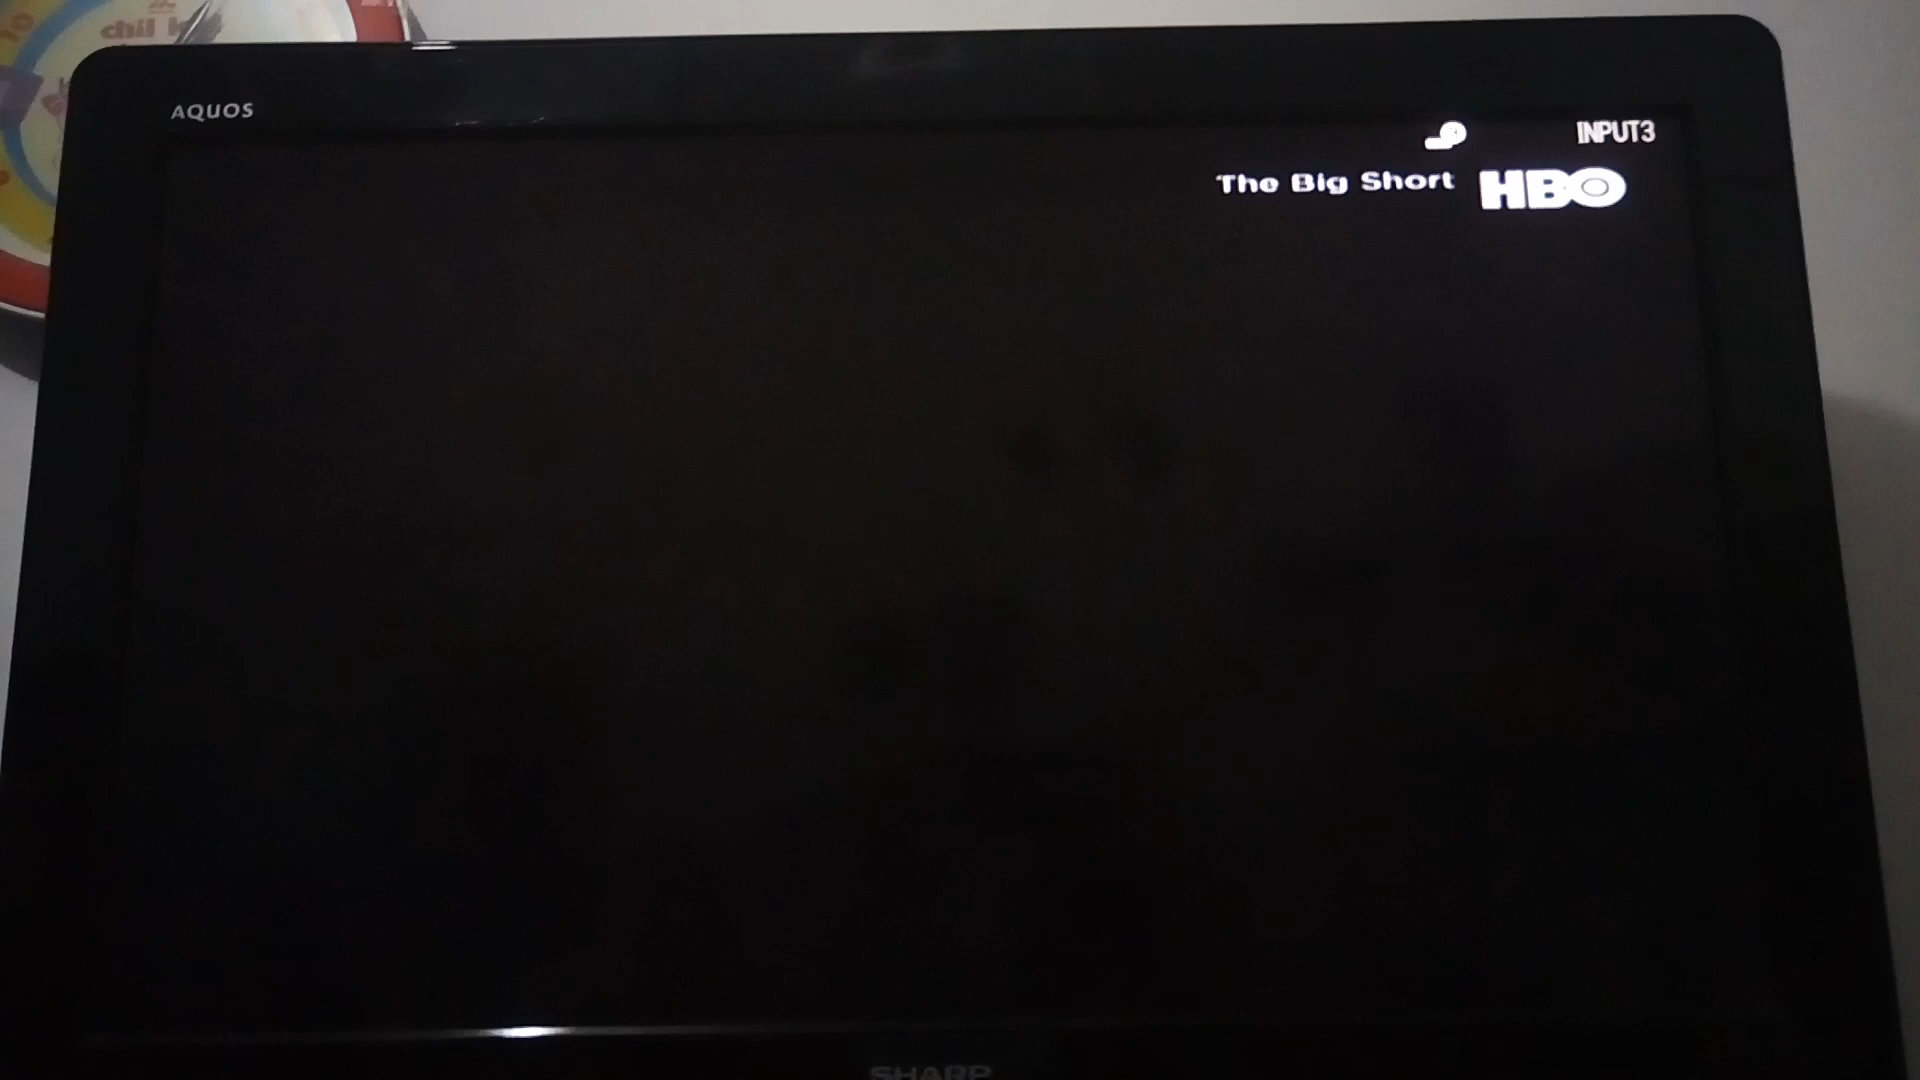 AQUOS
INPUT3
The Big Short HBO
SHARP